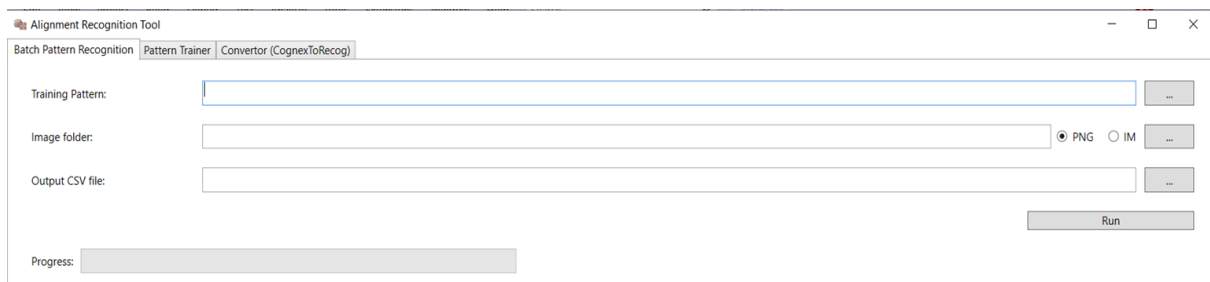 Alignment Recognition Tool
Batch Pattern Recognition Pattern Trainer Convertor (CognexToRecog)
Training Pattern: ...
Image folder: PNG IM ...
Output CSV file: ...
Run
Progress: